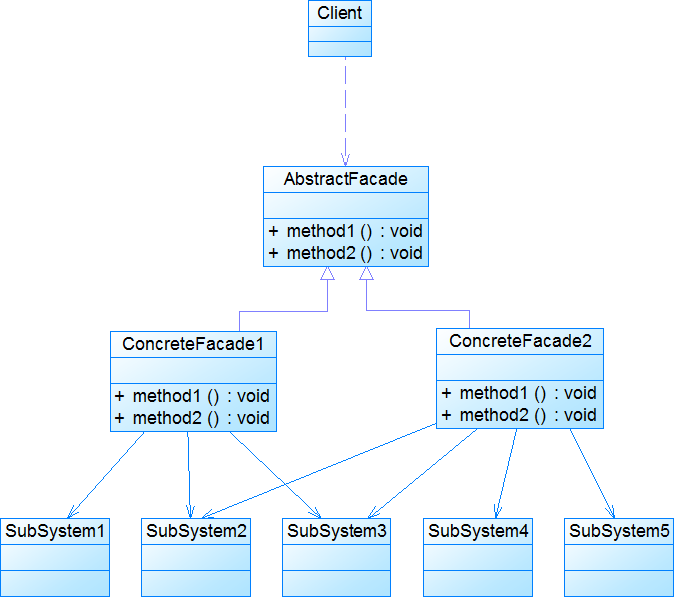 Client
AbstractFacade
+ method1 () : void
+ method2 () : void
ConcreteFacade1
+ method1 () : void
+ method2 () : void
ConcreteFacade2
+ method1 () : void
+ method2 () : void
SubSystem1
SubSystem2
SubSystem3
SubSystem4
SubSystem5